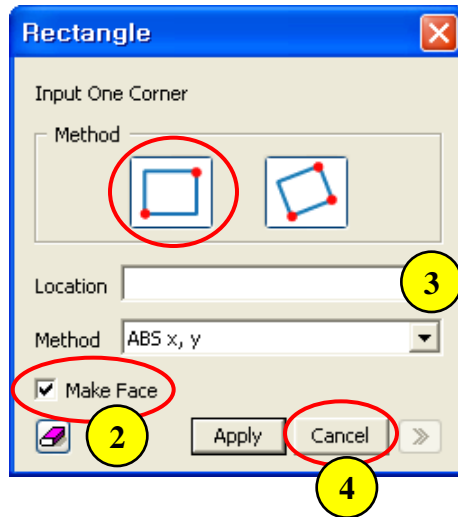 Rectangle
Input One Corner
Method
Location
3
Method ABS x, y
Make Face
2 Apply Cancel
4